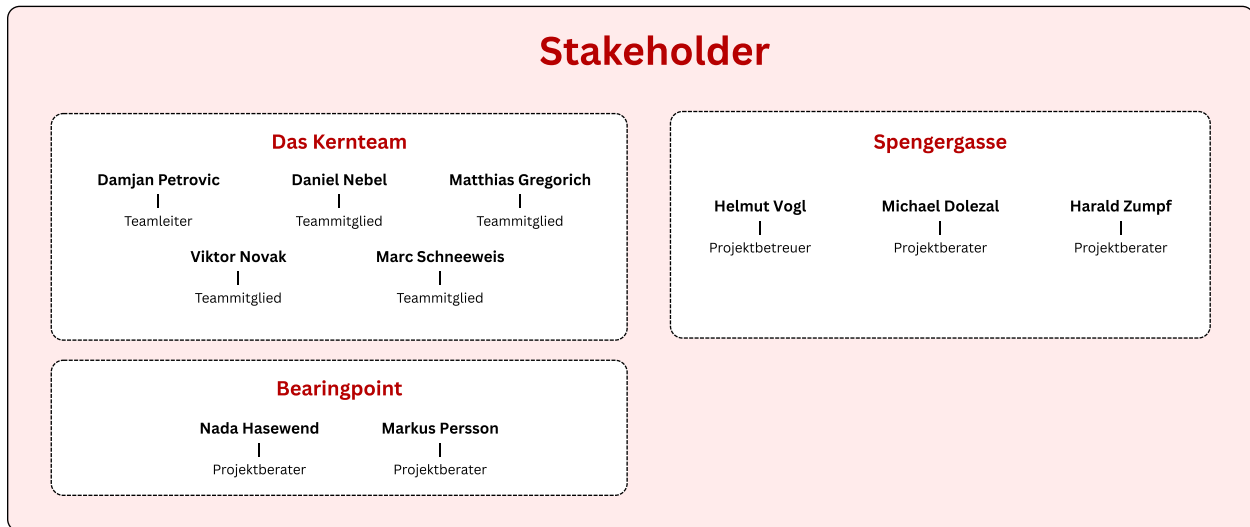 Stakeholder
Das Kernteam
Damjan Petrovic Daniel Nebel Matthias Gregorich
Teamleiter Teammitglied Teammitglied
Viktor Novak Marc Schneeweis
Teammitglied Teammitglied
Spengergasse
Helmut Vogl Michael Dolezal Harald Zumpf
Projektbetreuer Projektberater Projektberater
Bearingpoint
Nada Hasewend Markus Persson
Projektberater Projektberater